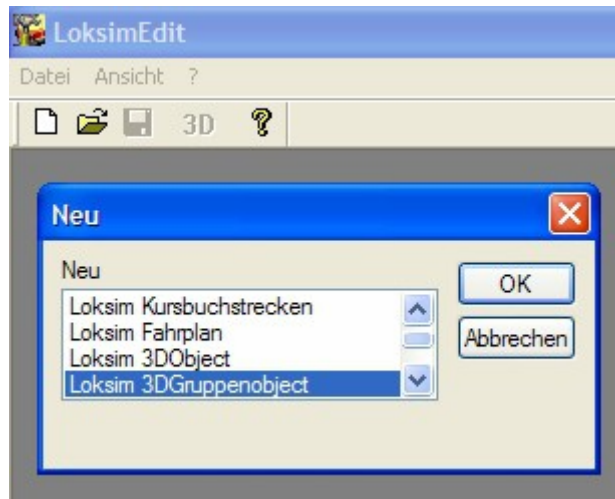 LoksimEdit
Datei Ansicht ?
3D
Neu
Neu
Loksim Kursbuchstrecken
Loksim Fahrplan
Loksim 3DObject
Loksim 3DGruppenobject
OK
Abbrechen